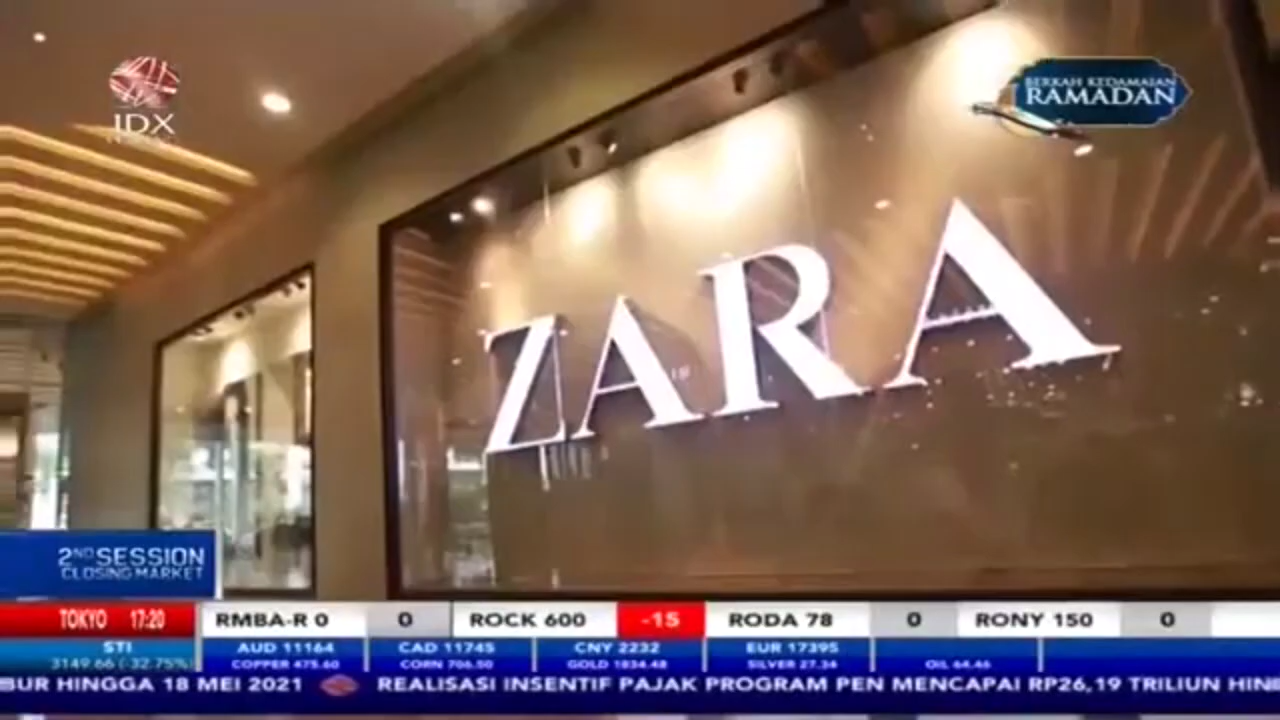 IDX
BERKAH KEDAMAIAN
RAMADAN
ZARA
2ND SESSION
CLOSING MARKET
TOKYO 17:20
RMBA-R 0 0 ROCK 600 -15 RODA 78 0 RONY 150 0
STI AUD 11164 CAD 11745 CNY 2232 EUR 17395
3149.66 (-32.75%) COPPER 475.60 CORN 706.50 GOLD 1834.48 SILVER 27.34 OIL 64.46
BUR HINGGA 18 MEI 2021 REALISASI INSENTIF PAJAK PROGRAM PEN MENCAPAI RP26,19 TRILIUN HIN